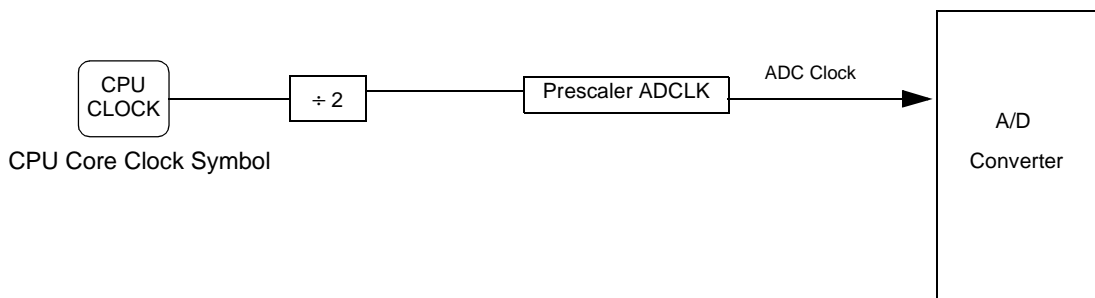 CPU
CLOCK
÷ 2
Prescaler ADCLK
ADC Clock
A/D
Converter
CPU Core Clock Symbol